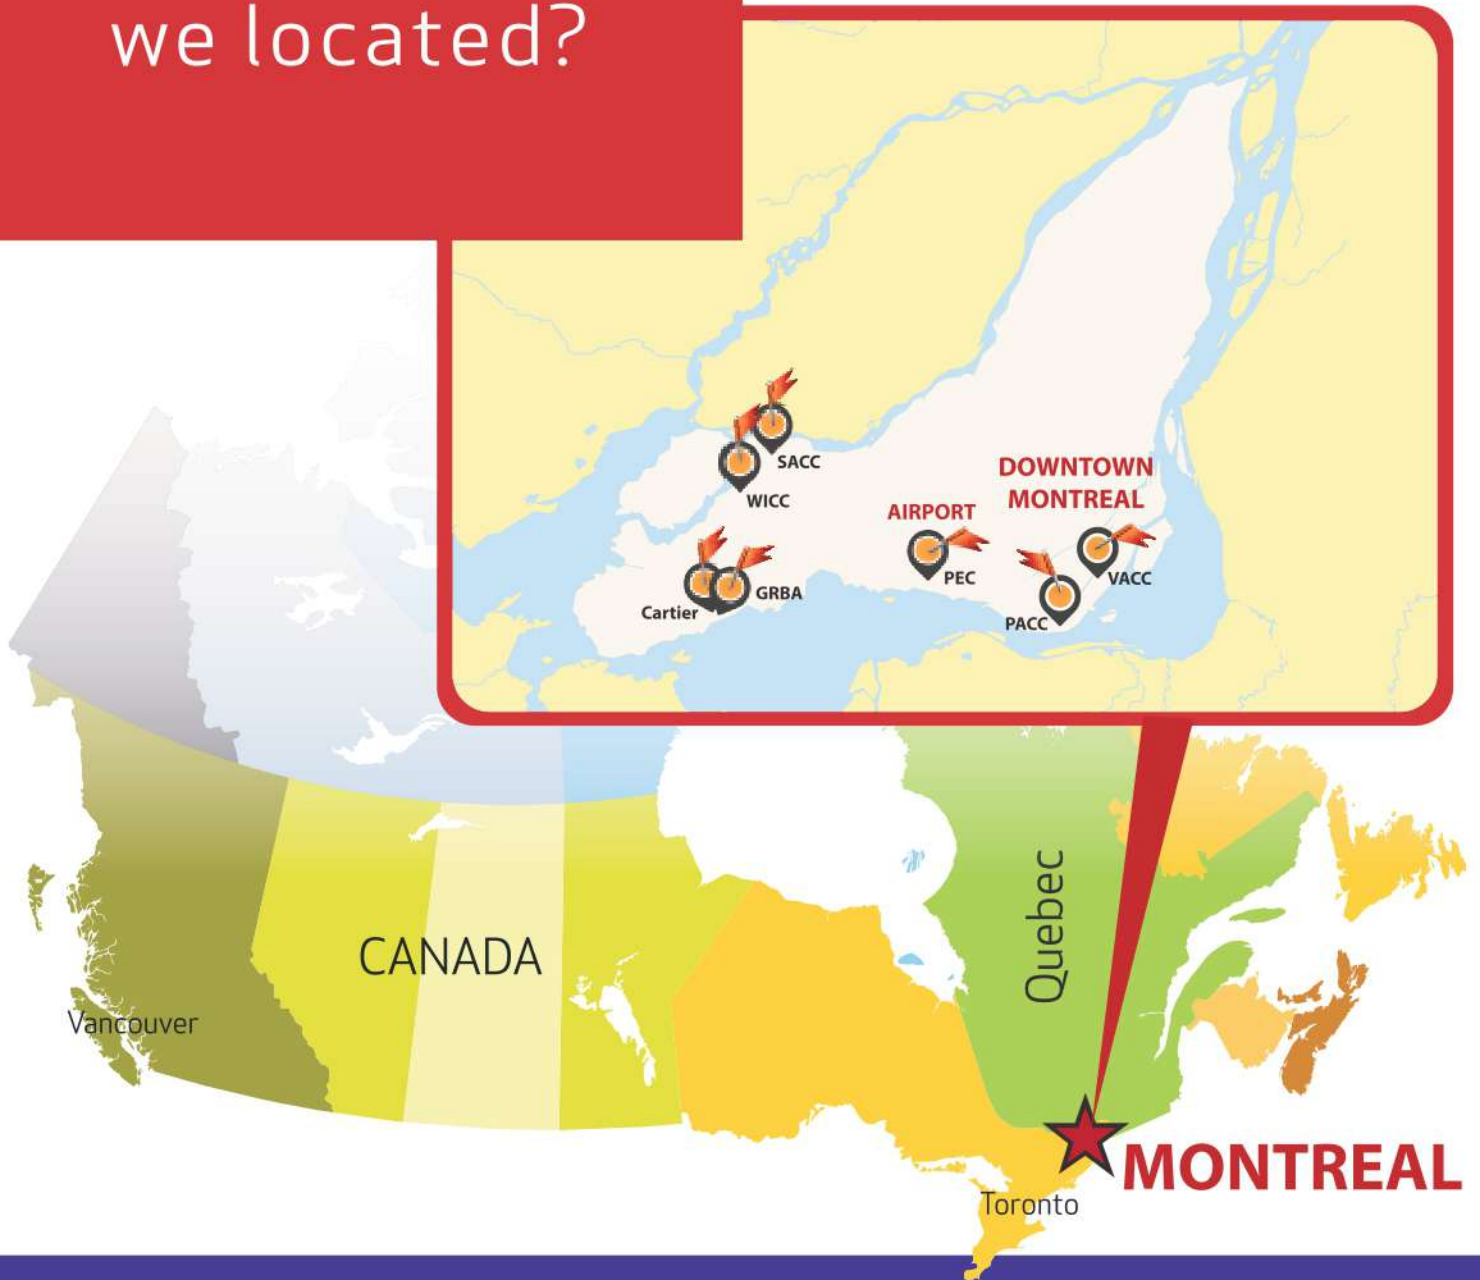 we located?
SACC
WICC
DOWNTOWN
MONTREAL
AIRPORT
PEC
VACC
GRBA
Cartier
PACC
Quebec
CANADA
Vancouver
MONTREAL
Toronto